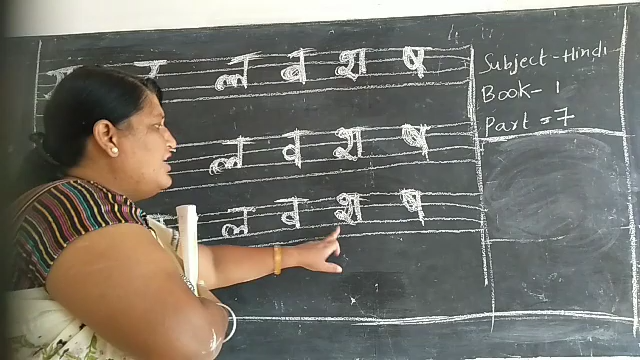 ल व श ष
ल व श ष
ल व श ष
Subject-Hindi
Book-1
Part=7